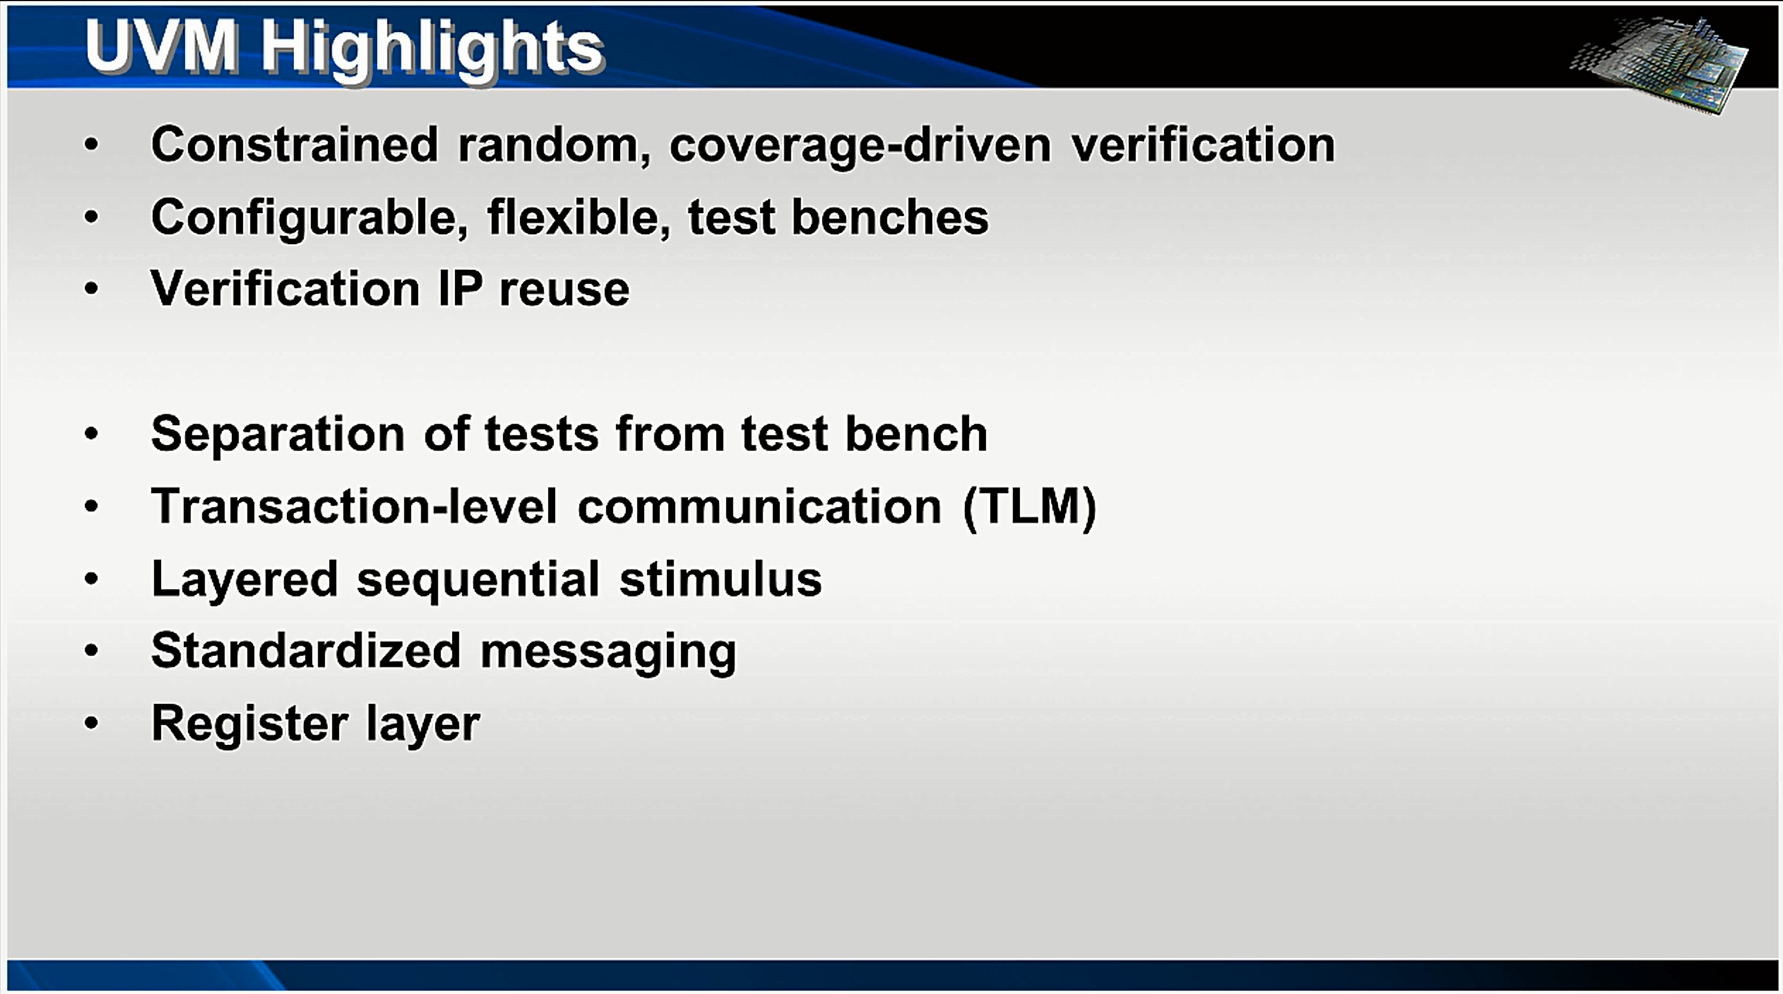 UVM Highlights
• Constrained random, coverage-driven verification
• Configurable, flexible, test benches
• Verification IP reuse
• Separation of tests from test bench
• Transaction-level communication (TLM)
• Layered sequential stimulus
• Standardized messaging
• Register layer